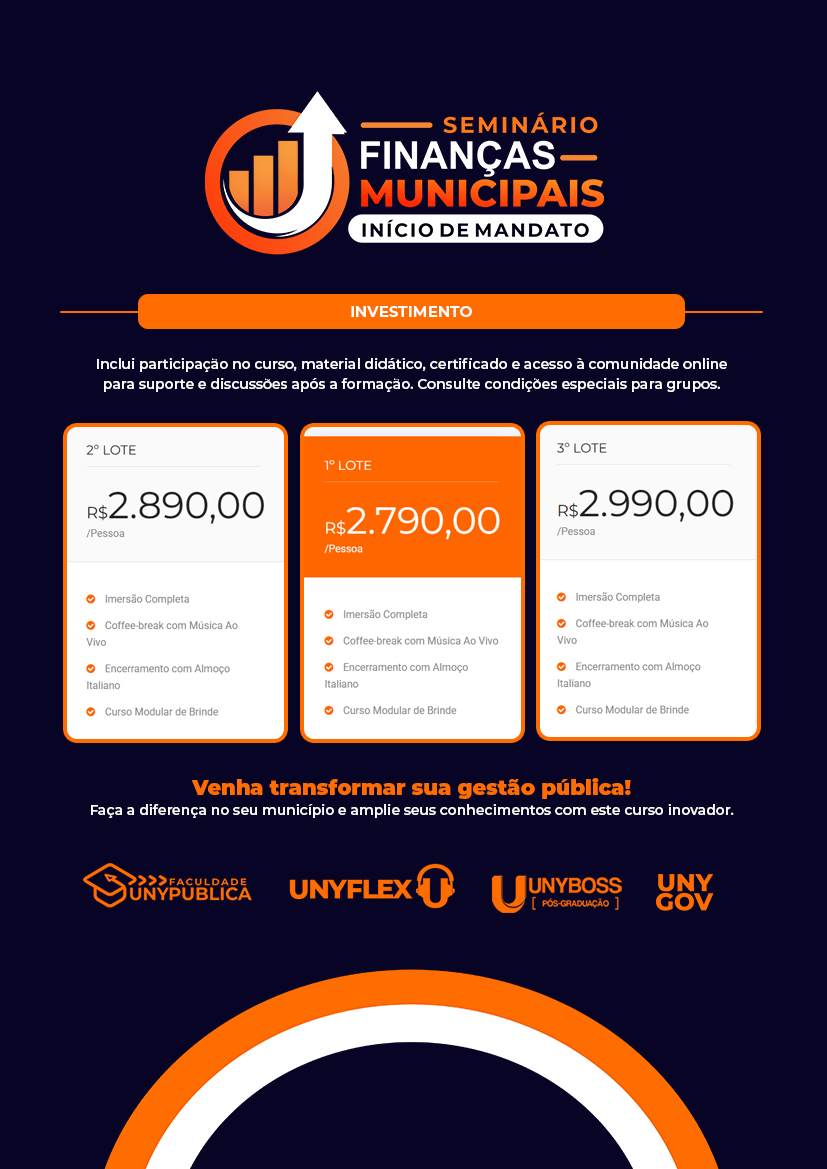 SEMINÁRIO
FINANÇAS
MUNICIPAIS
INÍCIO DE MANDATO
INVESTIMENTO
Inclui participação no curso, material didático, certificado e acesso à comunidade online
para suporte e discussões após a formação. Consulte condições especiais para grupos.
2º LOTE
R$2.890,00
/Pessoa
Imersão Completa
Coffee-break com Música Ao
Vivo
Encerramento com Almoço
Italiano
Curso Modular de Brinde
1º LOTE
R$2.790,00
/Pessoa
Imersão Completa
Coffee-break com Música Ao Vivo
Encerramento com Almoço
Italiano
Curso Modular de Brinde
3º LOTE
R$2.990,00
/Pessoa
Imersão Completa
Coffee-break com Música Ao
Vivo
Encerramento com Almoço
Italiano
Curso Modular de Brinde
Venha transformar sua gestão pública!
Faça a diferença no seu município e amplie seus conhecimentos com este curso inovador.
FACULDADE
UNYPUBLICA
UNYFLEX
UNYBOSS
[ PÓS-GRADUAÇÃO ]
UNY
GOV